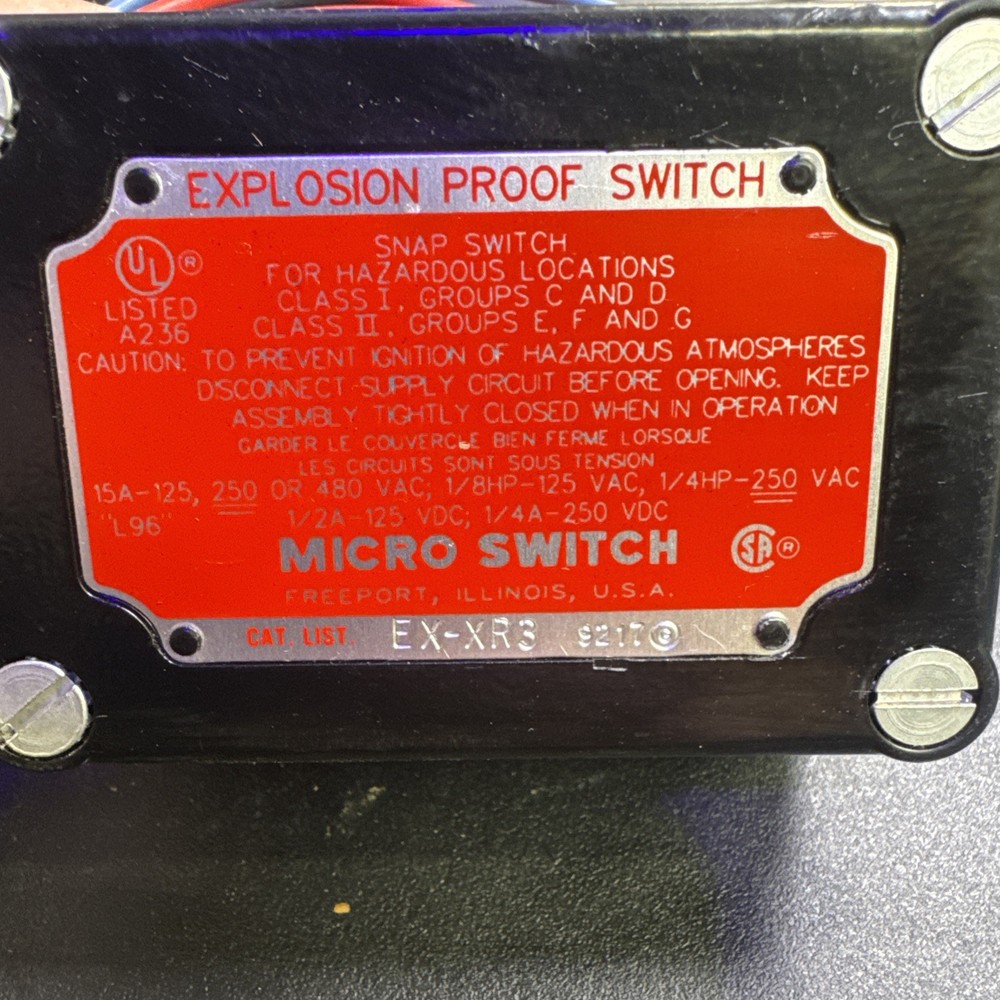 EXPLOSION PROOF SWITCH
UL ®
LISTED
A236
SNAP SWITCH
FOR HAZARDOUS LOCATIONS
CLASS I, GROUPS C AND D
CLASS II, GROUPS E, F AND G
CAUTION: TO PREVENT IGNITION OF HAZARDOUS ATMOSPHERES
DISCONNECT SUPPLY CIRCUIT BEFORE OPENING. KEEP
ASSEMBLY TIGHTLY CLOSED WHEN IN OPERATION
GARDER LE COUVERCLE BIEN FERME LORSQUE
LES CIRCUITS SONT SOUS TENSION
15A-125, 250 OR 480 VAC; 1/8HP-125 VAC, 1/4HP-250 VAC
"L96" 1/2A-125 VDC; 1/4A-250 VDC
MICRO SWITCH
SA ®
FREEPORT, ILLINOIS, U.S.A.
CAT. LIST. EX-XR3 9217